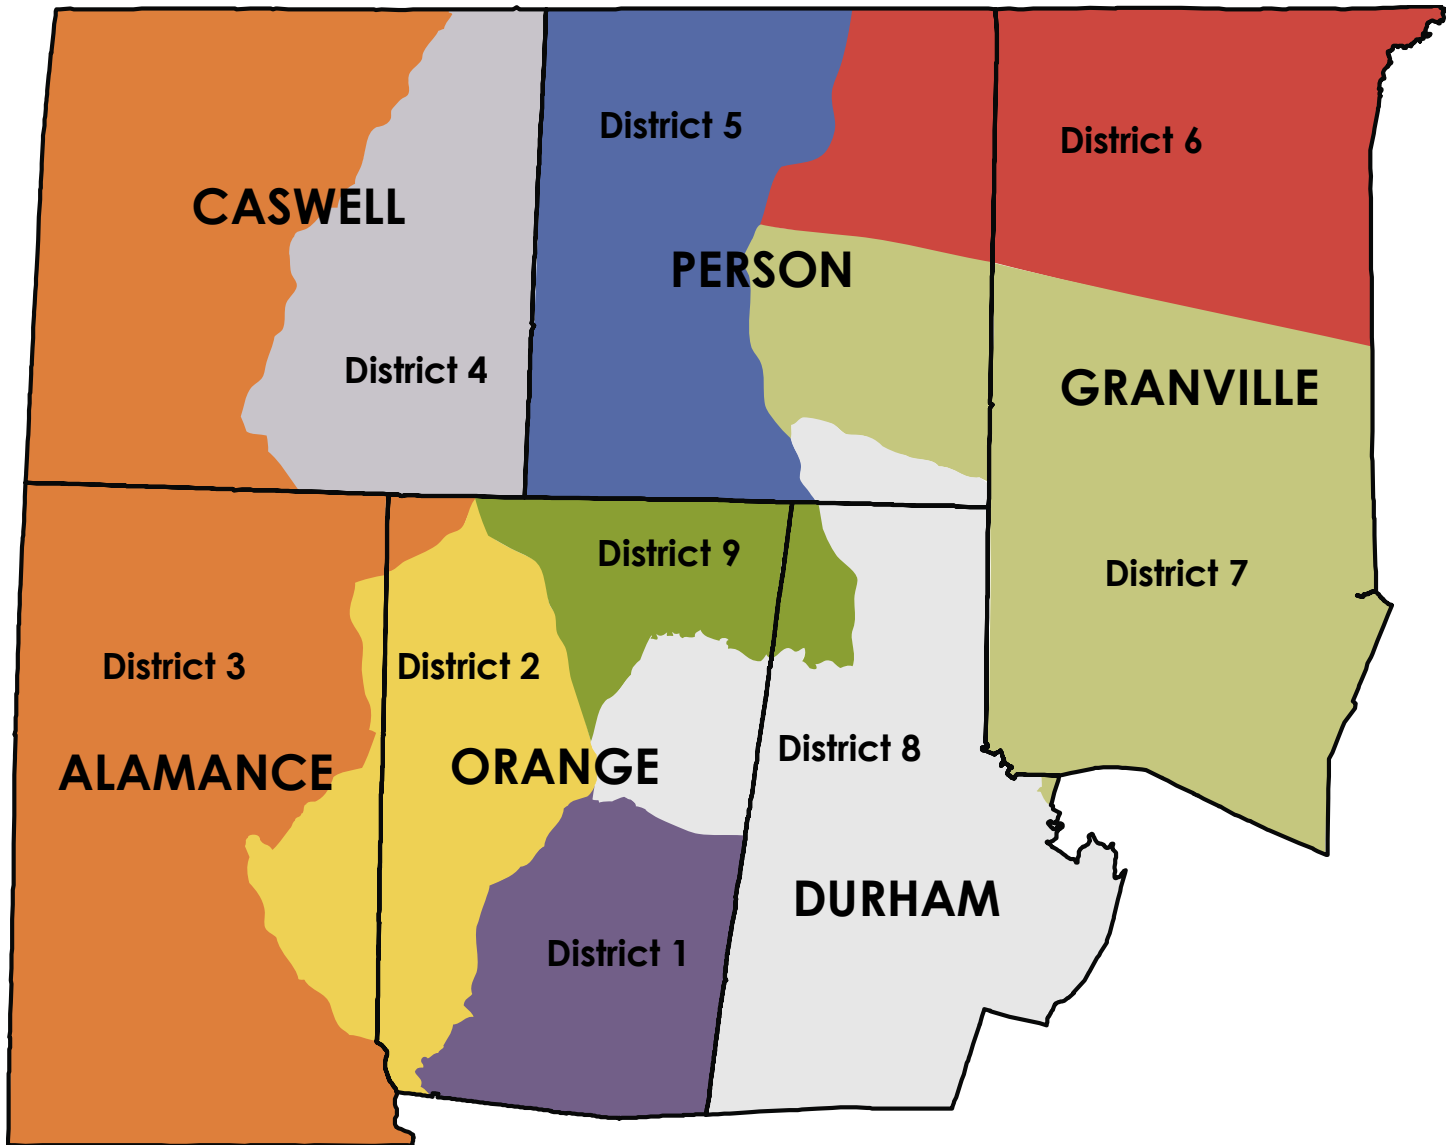 District 5
District 6
CASWELL
PERSON
District 4
GRANVILLE
District 9
District 7
District 3
District 2
District 8
ALAMANCE
ORANGE
DURHAM
District 1